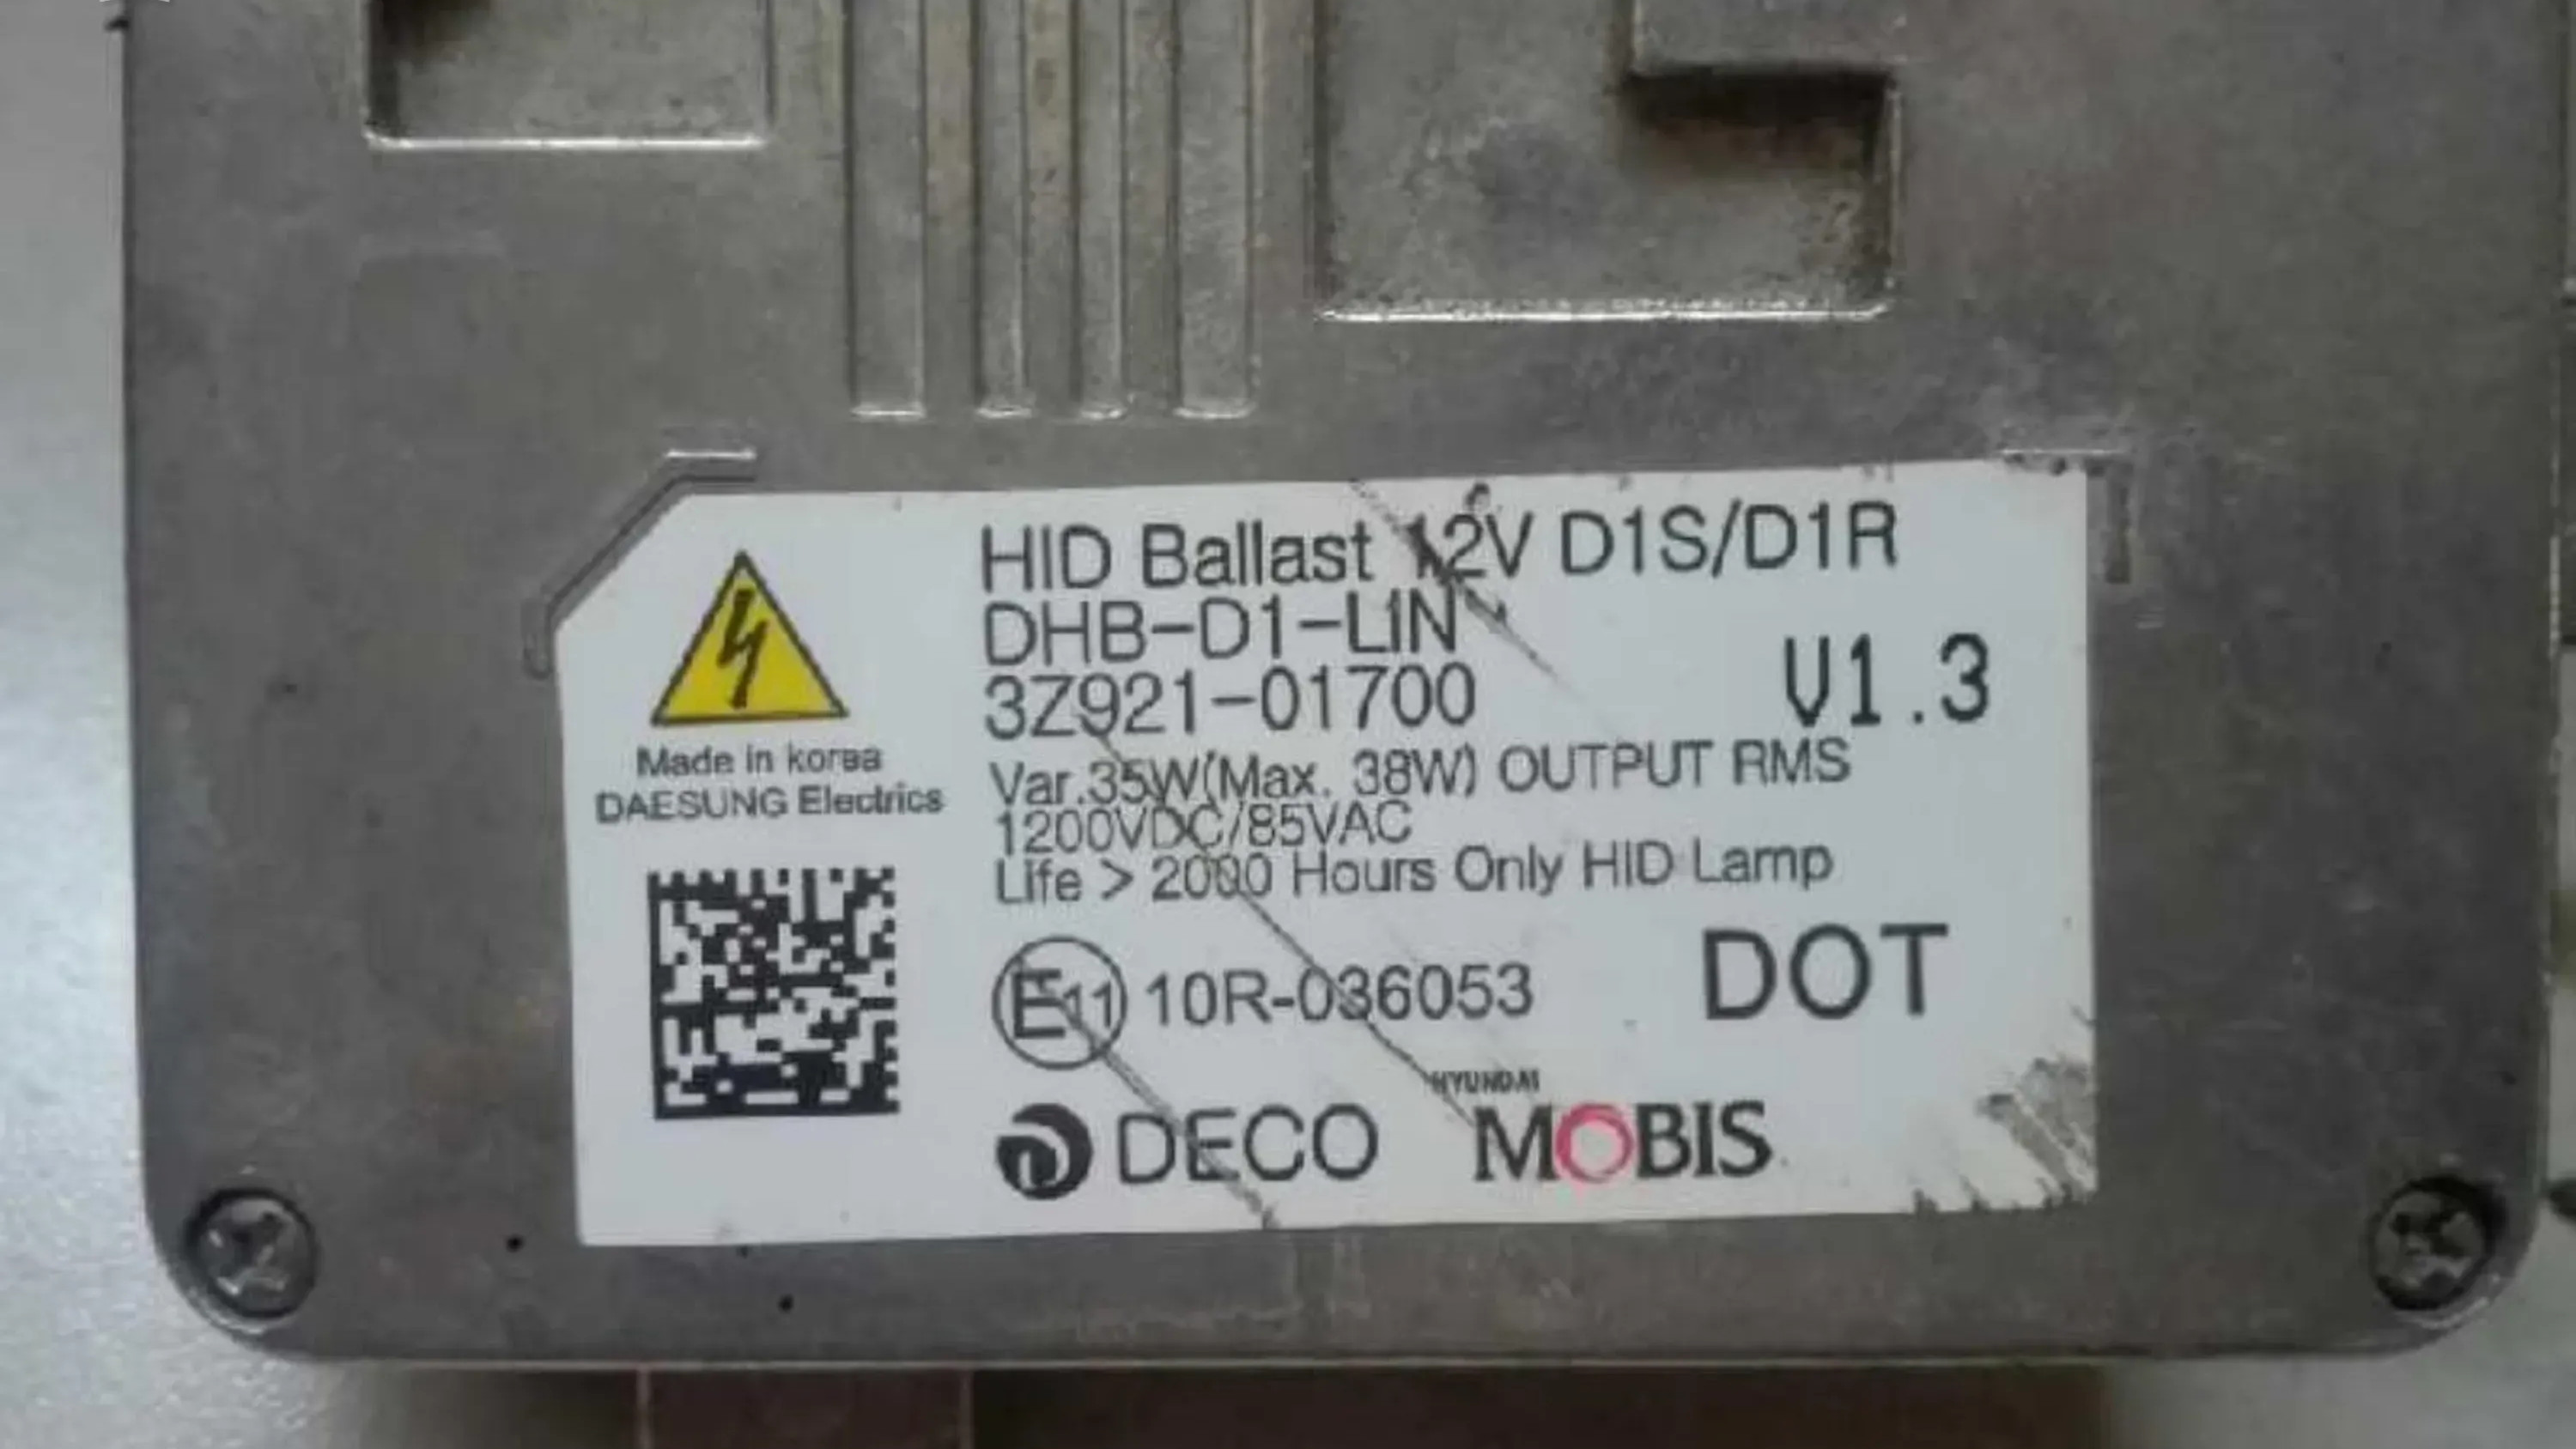 HID Ballast 12V D1S/D1R
DHB-D1-LIN
3Z921-01700
V1.3
Var.35W(Max. 38W) OUTPUT RMS
1200VDC/85VAC
Life > 2000 Hours Only HID Lamp
Made in korea
DAESUNG Electrics
E11 10R-036053
DOT
DECO
HYUNDAI
MOBIS